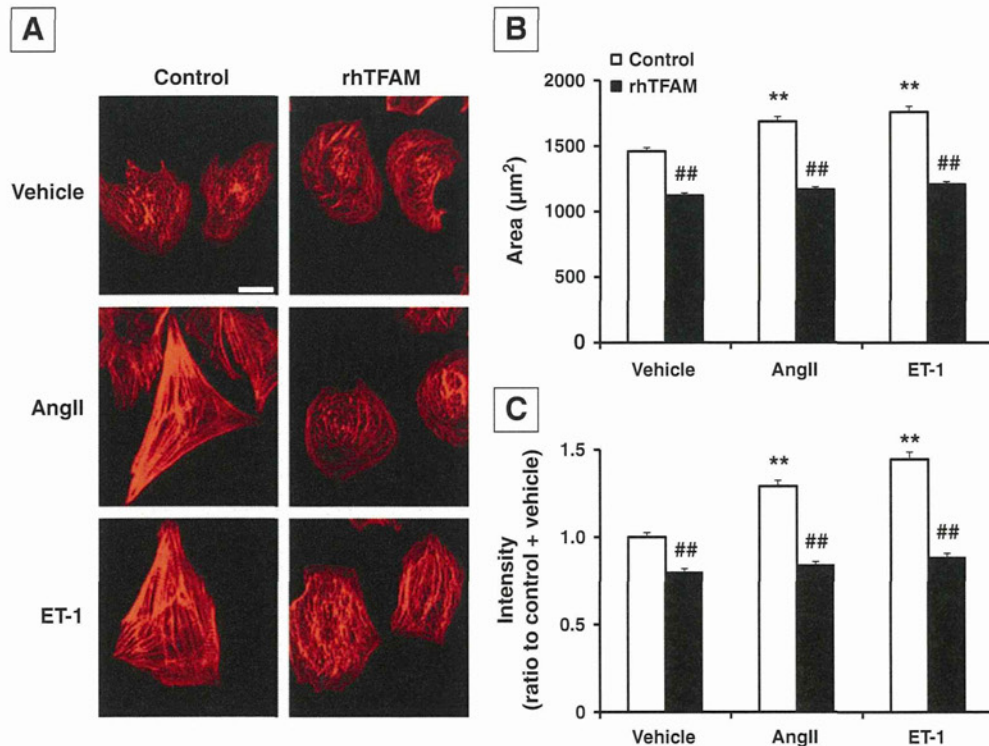 A
Control
rhTFAM
Vehicle
AngII
ET-1
B
Control
rhTFAM
Area (µm²)
2000
1500
1000
500
0
**
**
##
##
##
Vehicle
AngII
ET-1
C
Intensity
(ratio to control + vehicle)
1.5
1.0
0.5
0
**
**
##
##
##
Vehicle
AngII
ET-1